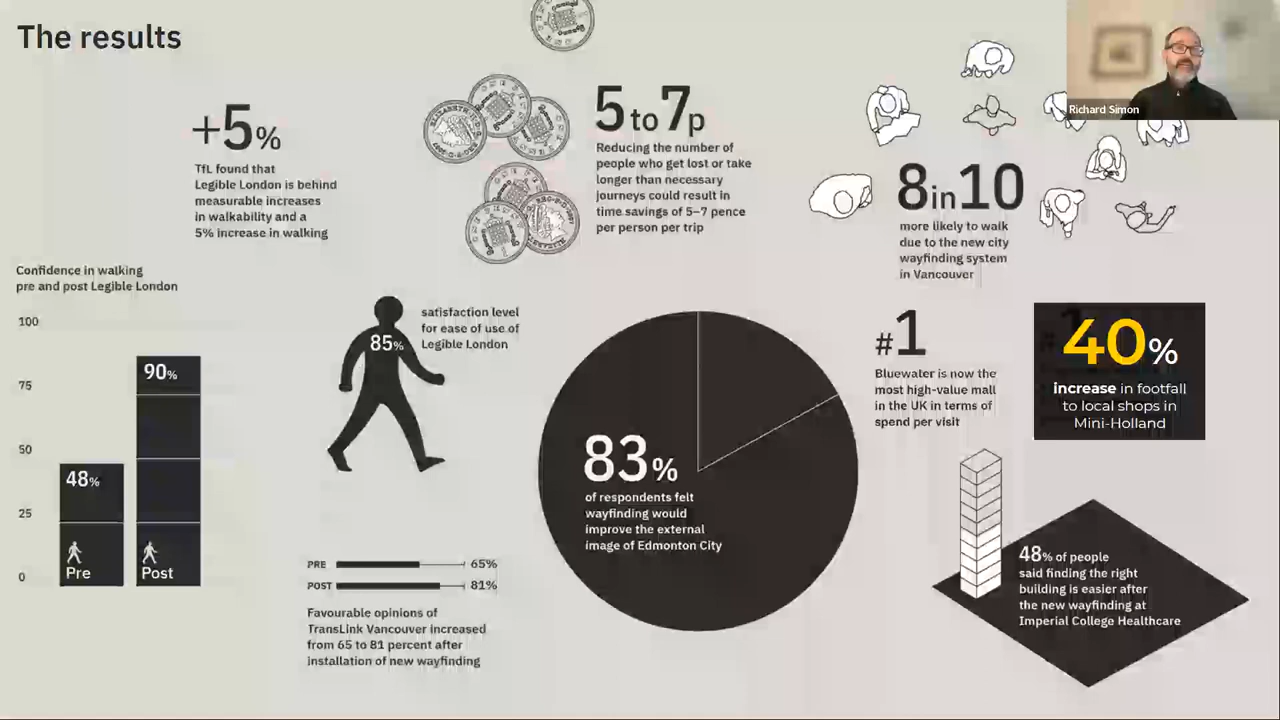 The results
Richard Simon
+5%
TfL found that
Legible London is behind
measurable increases
in walkability and a
5% increase in walking
5 to 7p
Reducing the number of
people who get lost or take
longer than necessary
journeys could result in
time savings of 5–7 pence
per person per trip
8 in 10
more likely to walk
due to the new city
wayfinding system
in Vancouver
Confidence in walking
pre and post Legible London
100
75
50
25
0
48%
Pre
90%
Post
85%
satisfaction level
for ease of use of
Legible London
PRE 65%
POST 81%
Favourable opinions of
TransLink Vancouver increased
from 65 to 81 percent after
installation of new wayfinding
83%
of respondents felt
wayfinding would
improve the external
image of Edmonton City
#1
Bluewater is now the
most high-value mall
in the UK in terms of
spend per visit
40%
increase in footfall
to local shops in
Mini-Holland
48% of people
said finding the right
building is easier after
the new wayfinding at
Imperial College Healthcare